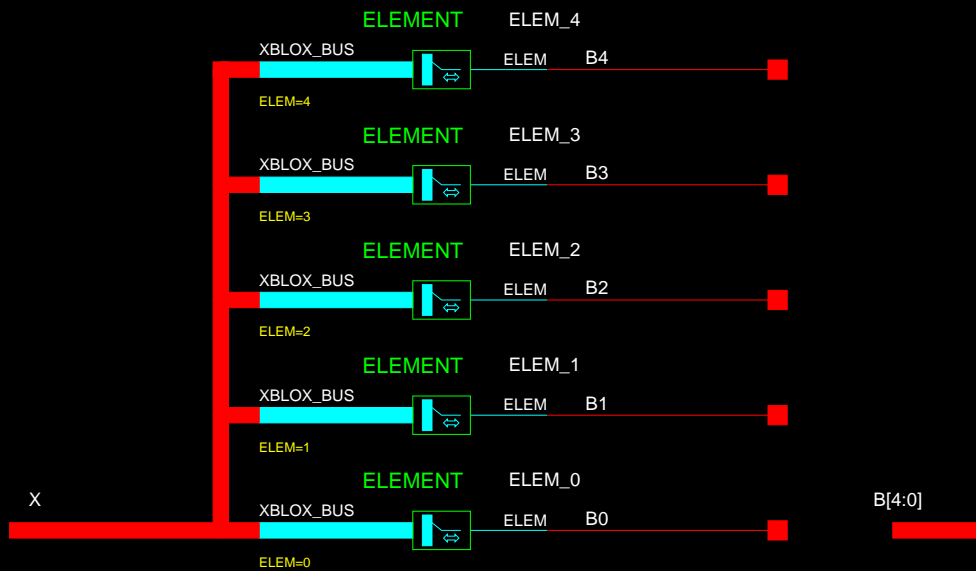 ELEMENT ELEM_4
XBLOX_BUS ELEM B4
ELEM=4
ELEMENT ELEM_3
XBLOX_BUS ELEM B3
ELEM=3
ELEMENT ELEM_2
XBLOX_BUS ELEM B2
ELEM=2
ELEMENT ELEM_1
XBLOX_BUS ELEM B1
ELEM=1
ELEMENT ELEM_0
X B[4:0]
XBLOX_BUS ELEM B0
ELEM=0